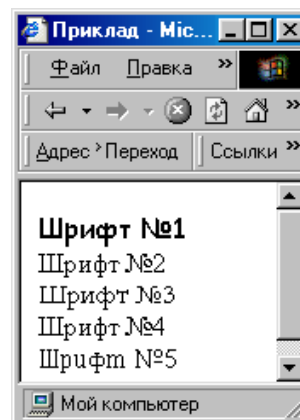 Приклад - Mic...
Файл Правка »
»
Адрес » Переход Ссылки »
Шрифт №1
Шрифт №2
Шрифт №3
Шрифт №4
Шрифт №5
Мой компьютер